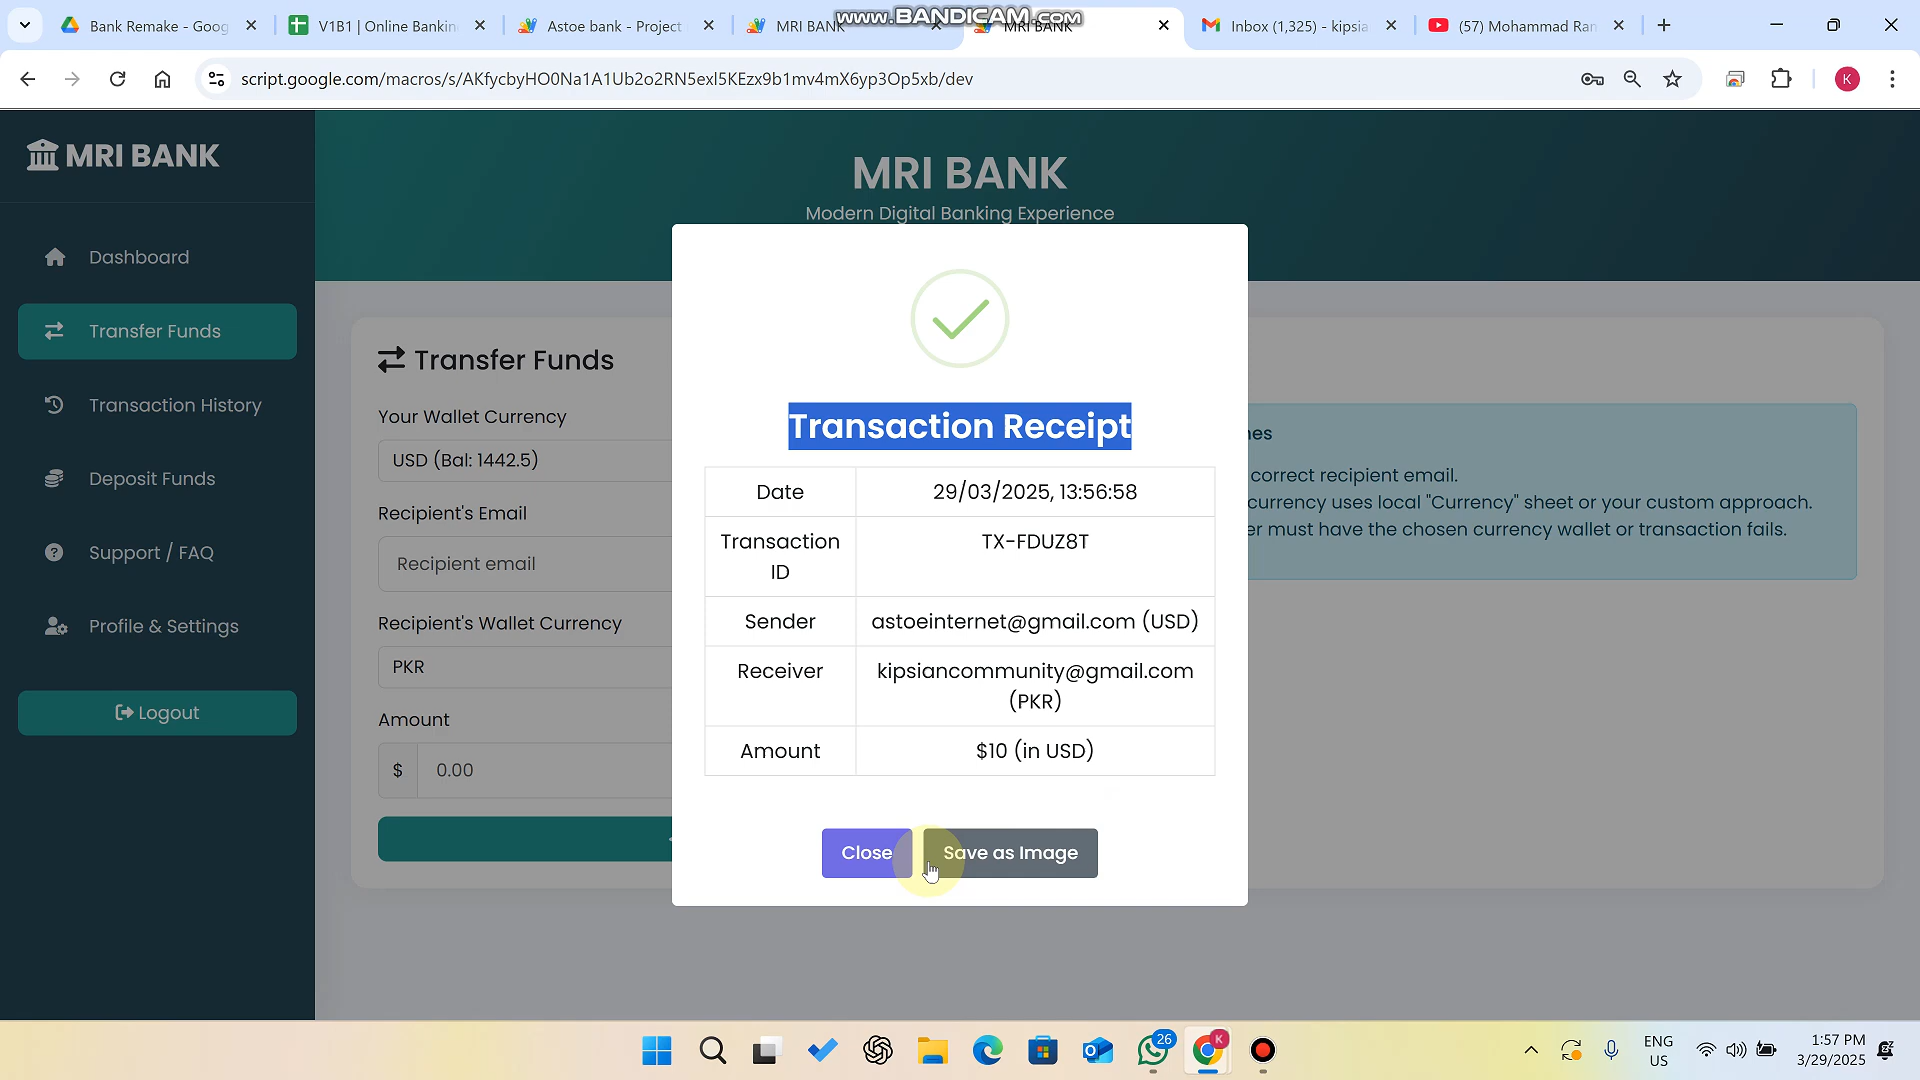 www.BANDICAM.com
Bank Remake - Goog
V1B1 | Online Bankin
Astoe bank - Project
MRI BANK
MRI BANK
Inbox (1,325) - kipsia
(57) Mohammad Ram
script.google.com/macros/s/AKfycbyHO0Na1A1Ub2o2RN5exI5KEzx9b1mv4mX6yp3Op5xb/dev
K
MRI BANK
Dashboard
Transfer Funds
Transaction History
Deposit Funds
Support / FAQ
Profile & Settings
Logout
MRI BANK
Modern Digital Banking Experience
Transfer Funds
Your Wallet Currency
USD (Bal: 1442.5)
Recipient's Email
Recipient email
Recipient's Wallet Currency
PKR
Amount
$ 0.00
correct recipient email.
currency uses local "Currency" sheet or your custom approach.
must have the chosen currency wallet or transaction fails.
Transaction Receipt
Date 29/03/2025, 13:56:58
Transaction ID TX-FDUZ8T
Sender astoeinternet@gmail.com (USD)
Receiver kipsiancommunity@gmail.com
(PKR)
Amount $10 (in USD)
Close
Save as Image
26
K
ENG
US
1:57 PM
3/29/2025